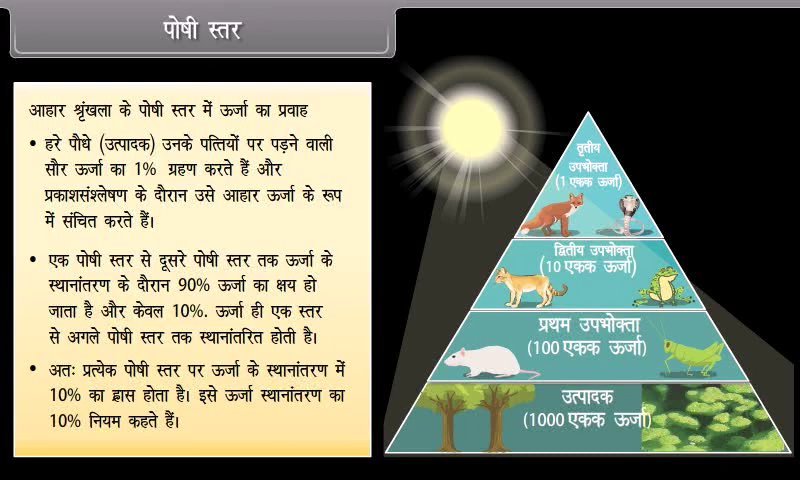 पोषी स्तर
आहार श्रृंखला के पोषी स्तर में ऊर्जा का प्रवाह
• हरे पौधे (उत्पादक) उनके पत्तियों पर पड़ने वाली
सौर ऊर्जा का 1% ग्रहण करते हैं और
प्रकाशसंश्लेषण के दौरान उसे आहार ऊर्जा के रूप
में संचित करते हैं।
• एक पोषी स्तर से दूसरे पोषी स्तर तक ऊर्जा के
स्थानांतरण के दौरान 90% ऊर्जा का क्षय हो
जाता है और केवल 10%. ऊर्जा ही एक स्तर
से अगले पोषी स्तर तक स्थानांतरित होती है।
• अतः प्रत्येक पोषी स्तर पर ऊर्जा के स्थानांतरण में
10% का ह्रास होता है। इसे ऊर्जा स्थानांतरण का
10% नियम कहते हैं।
तृतीय
उपभोक्ता
(1 एकक ऊर्जा)
द्वितीय उपभोक्ता
(10 एकक ऊर्जा)
प्रथम उपभोक्ता
(100 एकक ऊर्जा)
उत्पादक
(1000 एकक ऊर्जा)